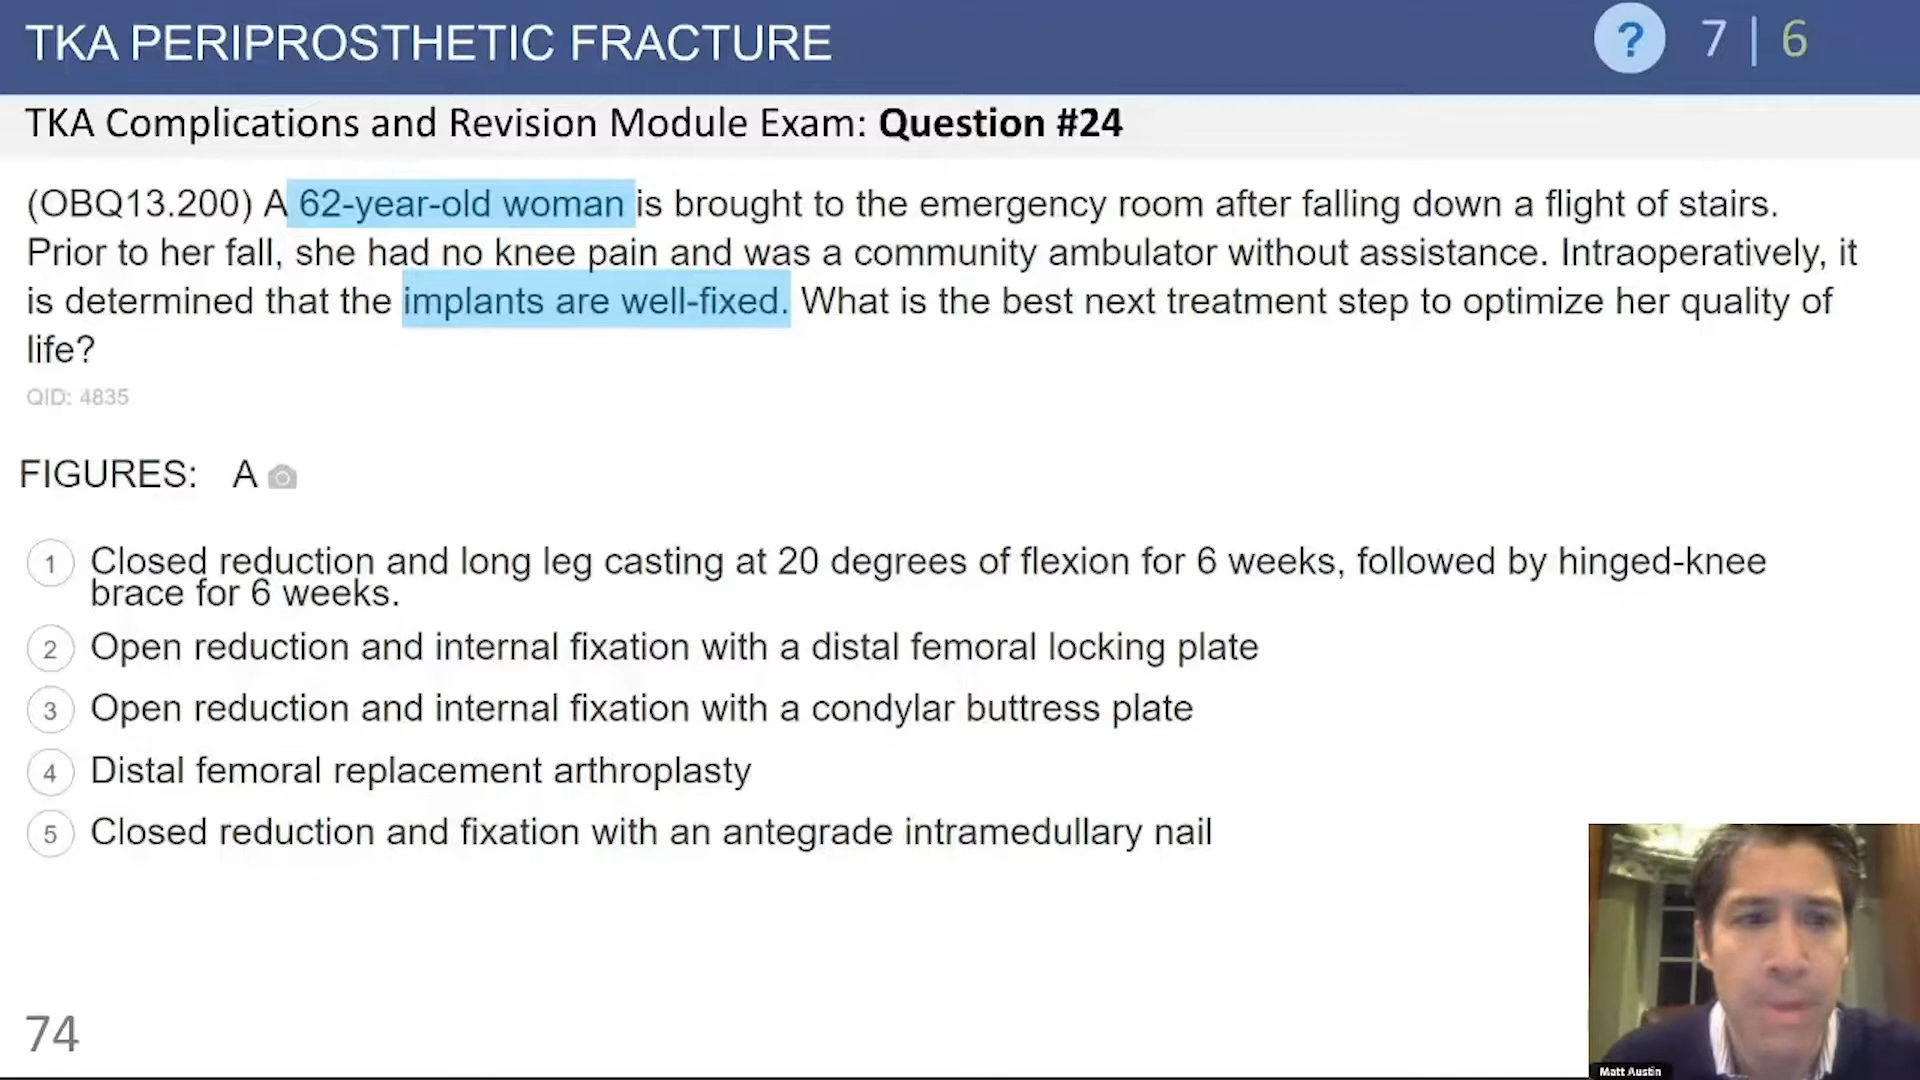 TKA PERIPROSTHETIC FRACTURE
? 7 | 6
TKA Complications and Revision Module Exam: Question #24
(OBQ13.200) A 62-year-old woman is brought to the emergency room after falling down a flight of stairs.
Prior to her fall, she had no knee pain and was a community ambulator without assistance. Intraoperatively, it
is determined that the implants are well-fixed. What is the best next treatment step to optimize her quality of
life?
QID: 4835
FIGURES: A
1 Closed reduction and long leg casting at 20 degrees of flexion for 6 weeks, followed by hinged-knee
brace for 6 weeks.
2 Open reduction and internal fixation with a distal femoral locking plate
3 Open reduction and internal fixation with a condylar buttress plate
4 Distal femoral replacement arthroplasty
5 Closed reduction and fixation with an antegrade intramedullary nail
74
Matt Austin